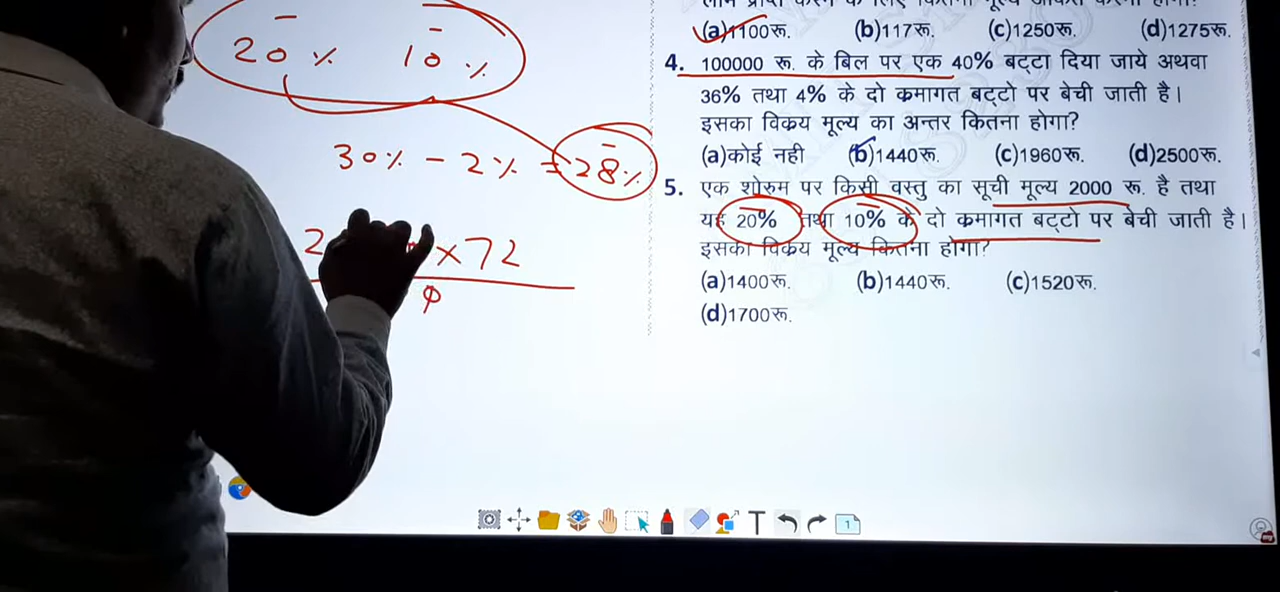 20 % 10 %
30% - 2% = 28%
2 x 72
(a)1100रू. (b)117रू. (c)1250रू. (d)1275रू.
4. 100000 रू. के बिल पर एक 40% बट्टा दिया जाये अथवा
36% तथा 4% के दो क्रमागत बट्टो पर बेची जाती है।
इसका विक्रय मूल्य का अन्तर कितना होगा?
(a)कोई नही (b)1440रू. (c)1960रू. (d)2500रू.
5. एक शोरुम पर किसी वस्तु का सूची मूल्य 2000 रू. है तथा
यह 20% तथा 10% के दो क्रमागत बट्टो पर बेची जाती है।
इसका विक्रय मूल्य कितना होगा?
(a)1400रू. (b)1440रू. (c)1520रू.
(d)1700रू.
T
1